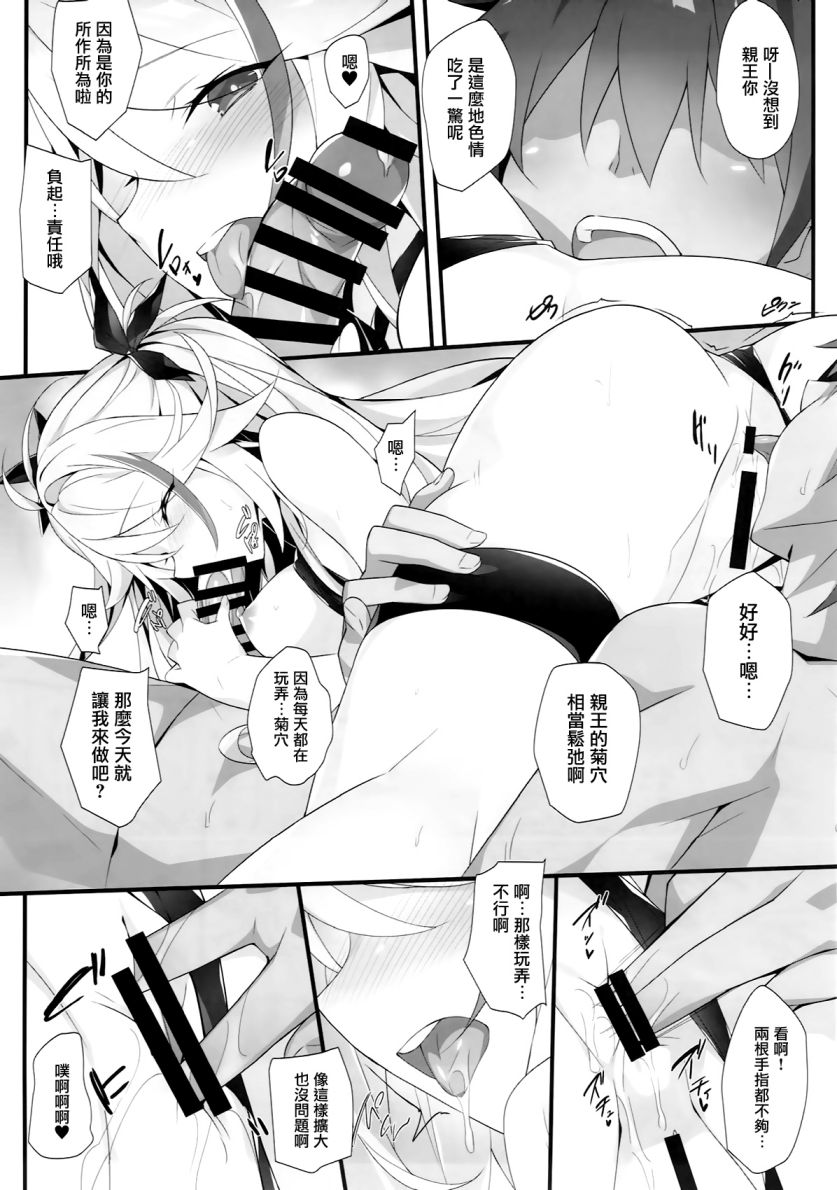 呀─沒想到
親王你
是這麼地色情
吃了一驚呢
嗯♥
因為是你的
所作所為啦
負起…責任哦
嗯…
好好…嗯…
親王的菊穴
相當鬆弛啊
因為每天都在
玩弄…菊穴
嗯…
那麼今天就
讓我來做吧？
看啊！
兩根手指都不夠…
啊…那樣玩弄…
不行啊
像這樣擴大
也沒問題啊
噗啊啊啊♥